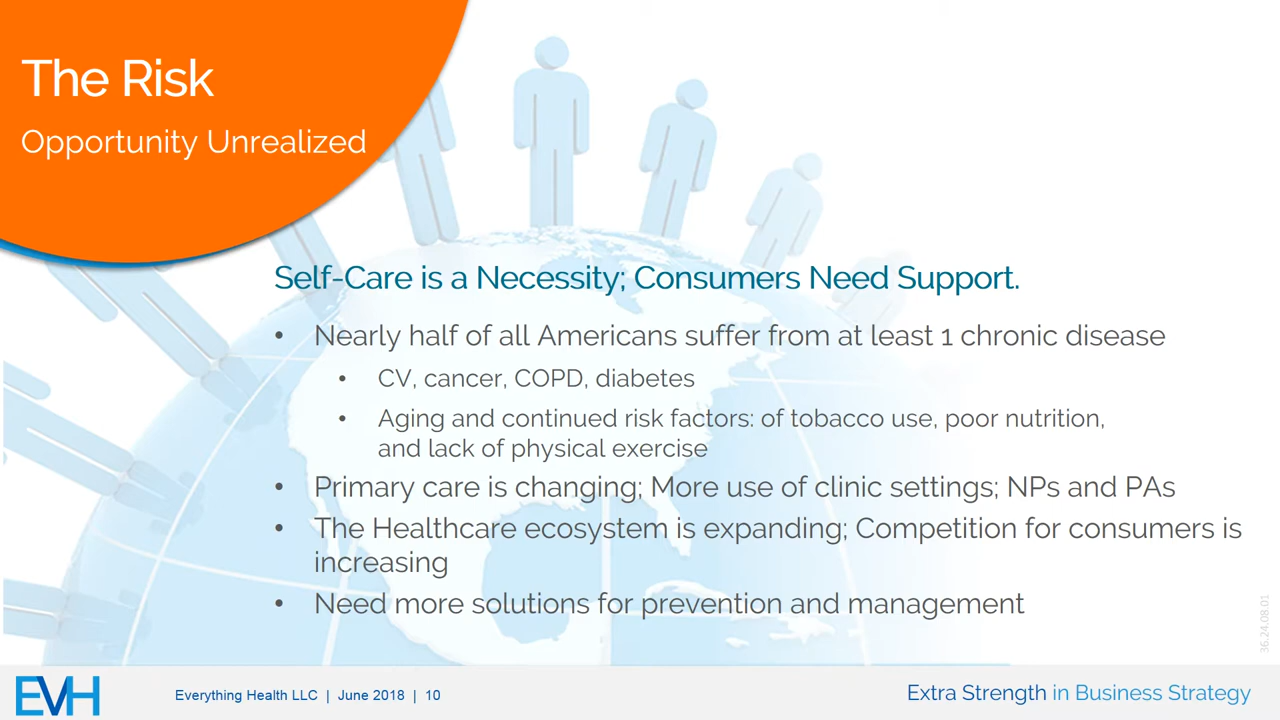 The Risk
Opportunity Unrealized
Self-Care is a Necessity; Consumers Need Support.
• Nearly half of all Americans suffer from at least 1 chronic disease
• CV, cancer, COPD, diabetes
• Aging and continued risk factors: of tobacco use, poor nutrition,
and lack of physical exercise
• Primary care is changing; More use of clinic settings; NPs and PAs
• The Healthcare ecosystem is expanding; Competition for consumers is
increasing
• Need more solutions for prevention and management
36.24.08.01
EVH
Everything Health LLC | June 2018 | 10
Extra Strength in Business Strategy